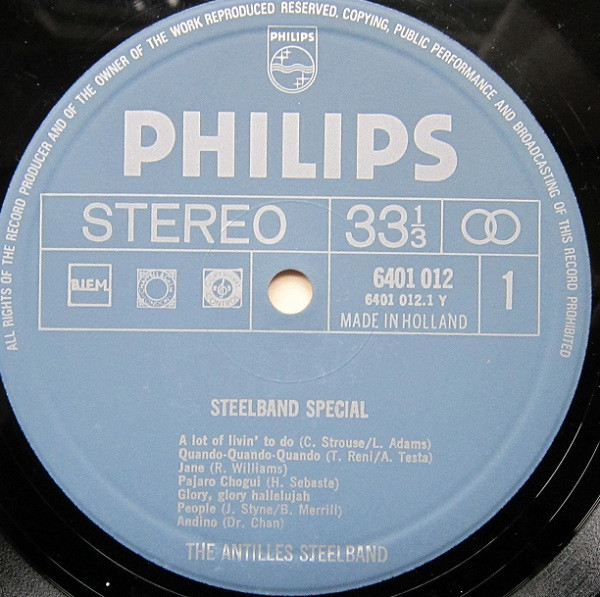 ALL RIGHTS OF THE RECORD PRODUCER AND OF THE OWNER OF THE WORK REPRODUCED RESERVED. COPYING, PUBLIC PERFORMANCE AND BROADCASTING OF THIS RECORD PROHIBITED
PHILIPS
PHILIPS
STEREO
33 1/3
B.I.E.M.
6401 012
6401 012.1 Y
MADE IN HOLLAND
1
STEELBAND SPECIAL
A lot of livin' to do (C. Strouse/L. Adams)
Quando-Quando-Quando (T. Reni/A. Testa)
Jane (R. Williams)
Pajaro Chogui (H. Sebaste)
Glory, glory hallelujah
People (J. Styne/B. Merrill)
Andino (Dr. Chan)
THE ANTILLES STEELBAND